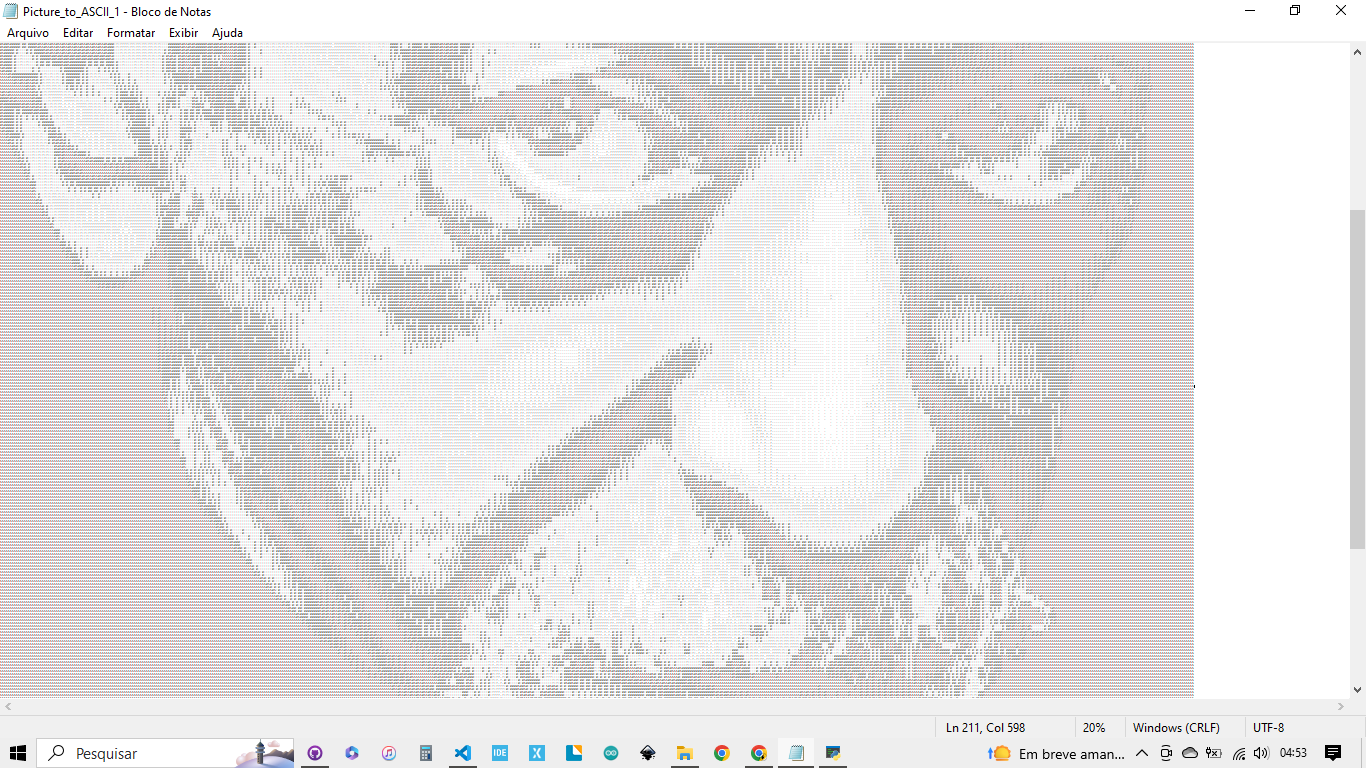 Picture_to_ASCII_1 - Bloco de Notas
Arquivo Editar Formatar Exibir Ajuda
Ln 211, Col 598 20% Windows (CRLF) UTF-8
Pesquisar
IDE
X
Em breve aman... 04:53